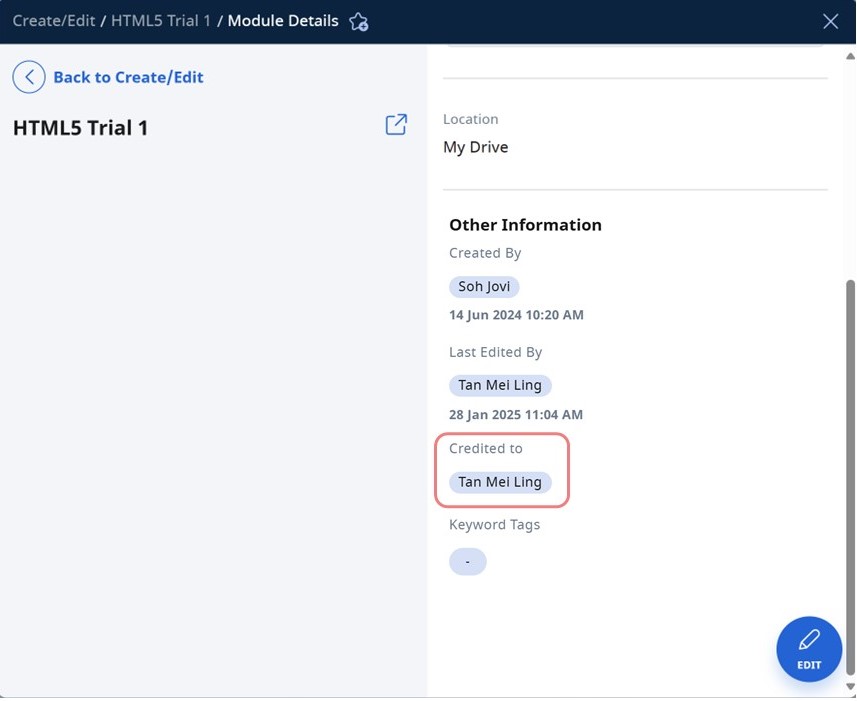 Create/Edit / HTML5 Trial 1 / Module Details
Back to Create/Edit
HTML5 Trial 1
Location
My Drive
Other Information
Created By
Soh Jovi
14 Jun 2024 10:20 AM
Last Edited By
Tan Mei Ling
28 Jan 2025 11:04 AM
Credited to
Tan Mei Ling
Keyword Tags
-
EDIT